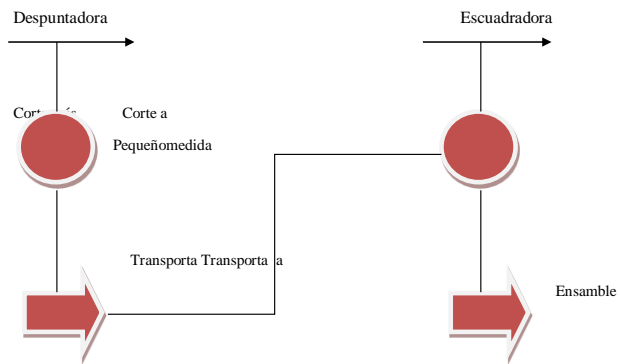 Despuntadora
Escuadradora
Corte a
Pequeñomedida
Transporta Transporta a
Ensamble